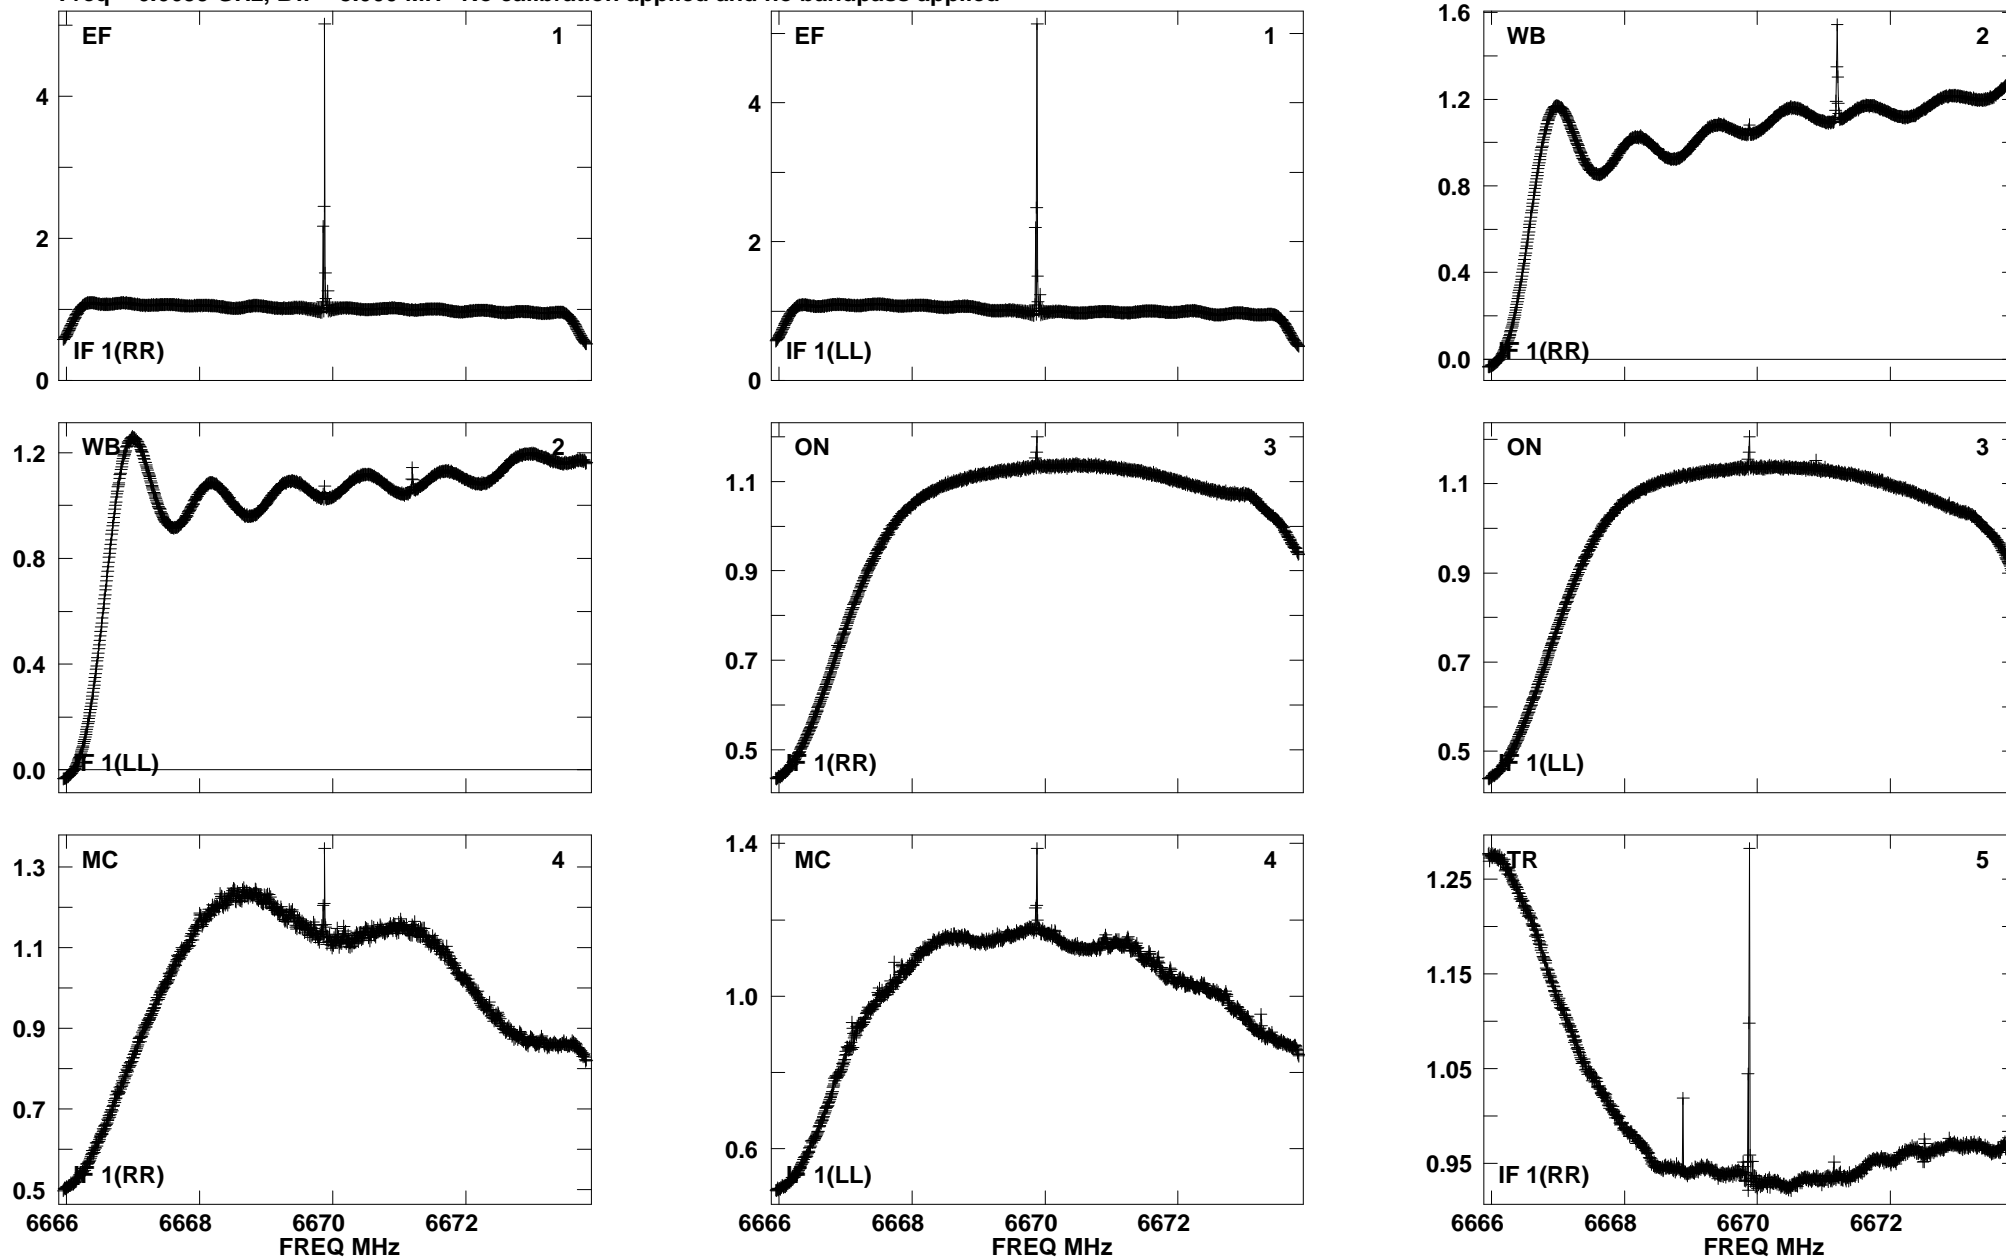 EF 1 4 2 0 IF 1(RR)
EF 1 4 2 0 IF 1(LL)
WB 2 1.6 1.2 0.8 0.4 0.0 IF 1(RR)
WB 2 1.2 0.8 0.4 0.0 IF 1(LL)
ON 3 1.1 0.9 0.7 0.5 IF 1(RR)
ON 3 1.1 0.9 0.7 0.5 IF 1(LL)
MC 4 1.3 1.1 0.9 0.7 0.5 IF 1(RR)
6666 6668 6670 6672
FREQ MHz
MC 4 1.4 1.0 0.6 IF 1(LL)
6666 6668 6670 6672
FREQ MHz
TR 5 1.25 1.15 1.05 0.95 IF 1(RR)
6666 6668 6670 6672
FREQ MHz